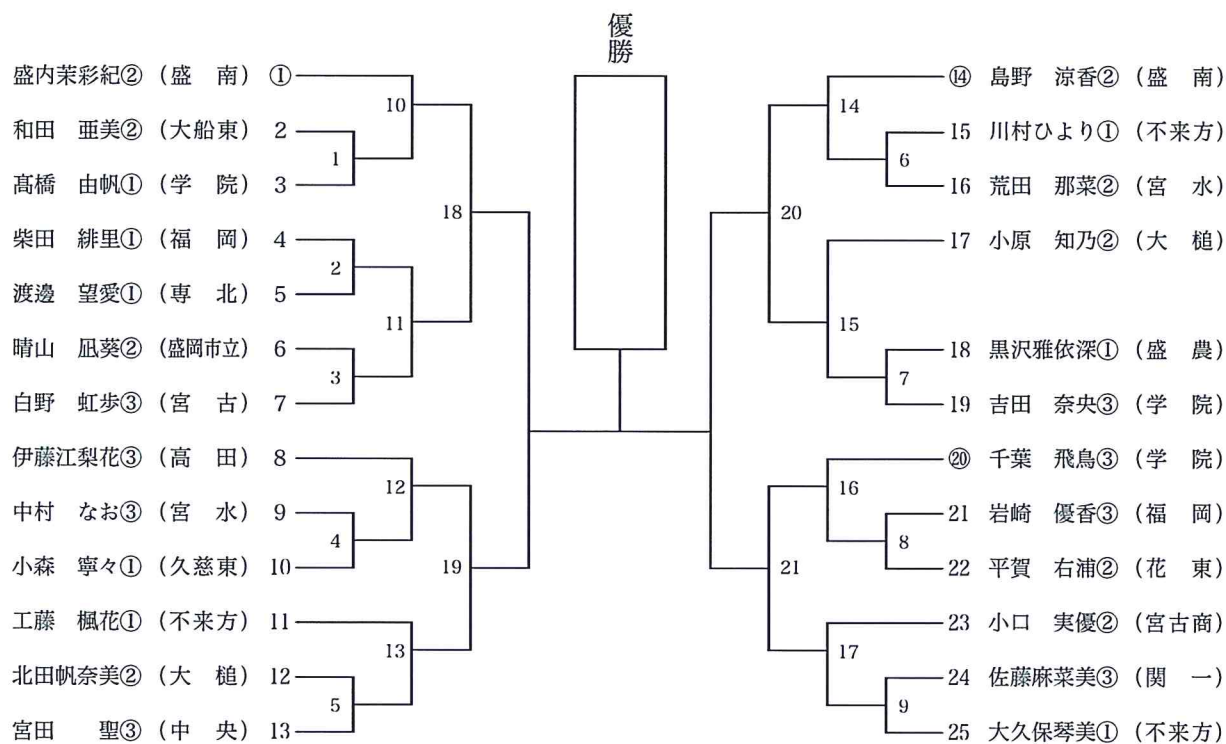 優勝
盛内茉彩紀② (盛 南) ①
和田 亜美② (大船東) 2
髙橋 由帆① (学 院) 3
柴田 緋里① (福 岡) 4
渡邉 望愛① (専 北) 5
晴山 凪葵② (盛岡市立) 6
白野 虹歩③ (宮 古) 7
伊藤江梨花③ (高 田) 8
中村 なお③ (宮 水) 9
小森 寧々① (久慈東) 10
工藤 楓花① (不来方) 11
北田帆奈美② (大 槌) 12
宮田 聖③ (中 央) 13
10
1
18
2
11
3
12
4
19
13
5
14
6
20
15
7
16
8
21
17
9
⑭ 島野 涼香② (盛 南)
15 川村ひより① (不来方)
16 荒田 那菜② (宮 水)
17 小原 知乃② (大 槌)
18 黒沢雅依深① (盛 農)
19 吉田 奈央③ (学 院)
⑳ 千葉 飛鳥③ (学 院)
21 岩崎 優香③ (福 岡)
22 平賀 右浦② (花 東)
23 小口 実優② (宮古商)
24 佐藤麻菜美③ (関 一)
25 大久保琴美① (不来方)